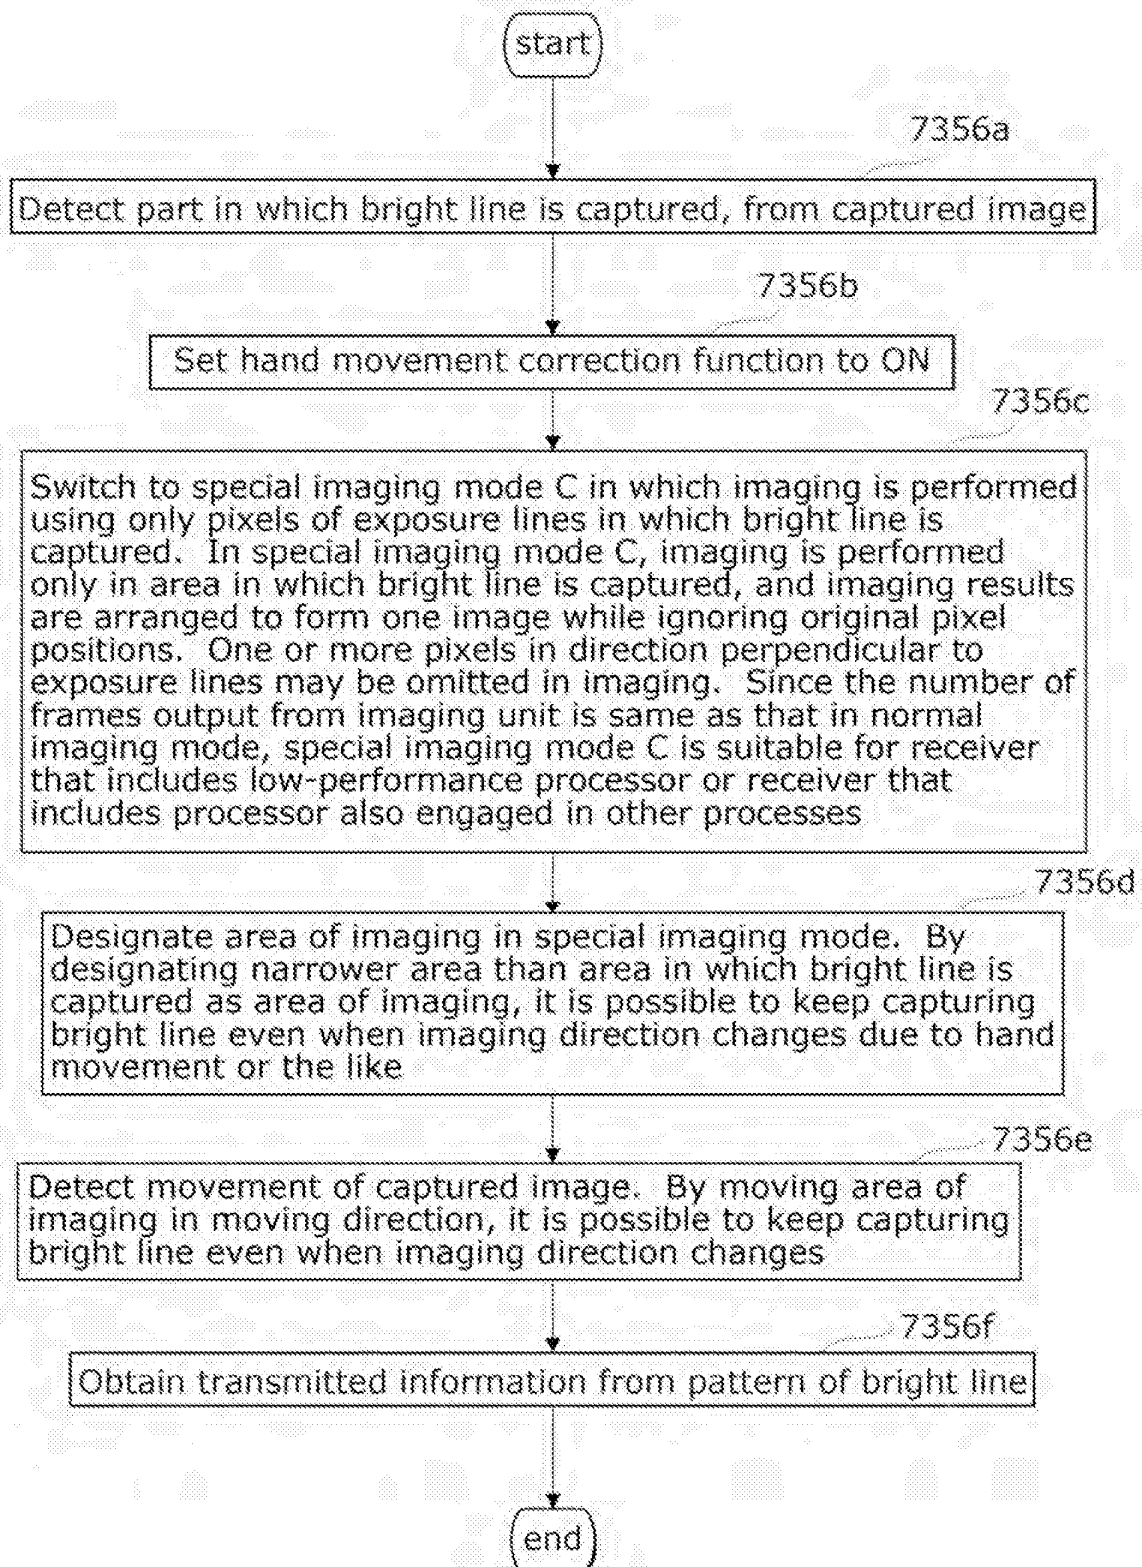 start
7356a
Detect part in which bright line is captured, from captured image
7356b
Set hand movement correction function to ON
7356c
Switch to special imaging mode C in which imaging is performed
using only pixels of exposure lines in which bright line is
captured.  In special imaging mode C, imaging is performed
only in area in which bright line is captured, and imaging results
are arranged to form one image while ignoring original pixel
positions.  One or more pixels in direction perpendicular to
exposure lines may be omitted in imaging.  Since the number of
frames output from imaging unit is same as that in normal
imaging mode, special imaging mode C is suitable for receiver
that includes low-performance processor or receiver that
includes processor also engaged in other processes
7356d
Designate area of imaging in special imaging mode.  By
designating narrower area than area in which bright line is
captured as area of imaging, it is possible to keep capturing
bright line even when imaging direction changes due to hand
movement or the like
7356e
Detect movement of captured image.  By moving area of
imaging in moving direction, it is possible to keep capturing
bright line even when imaging direction changes
7356f
Obtain transmitted information from pattern of bright line
end